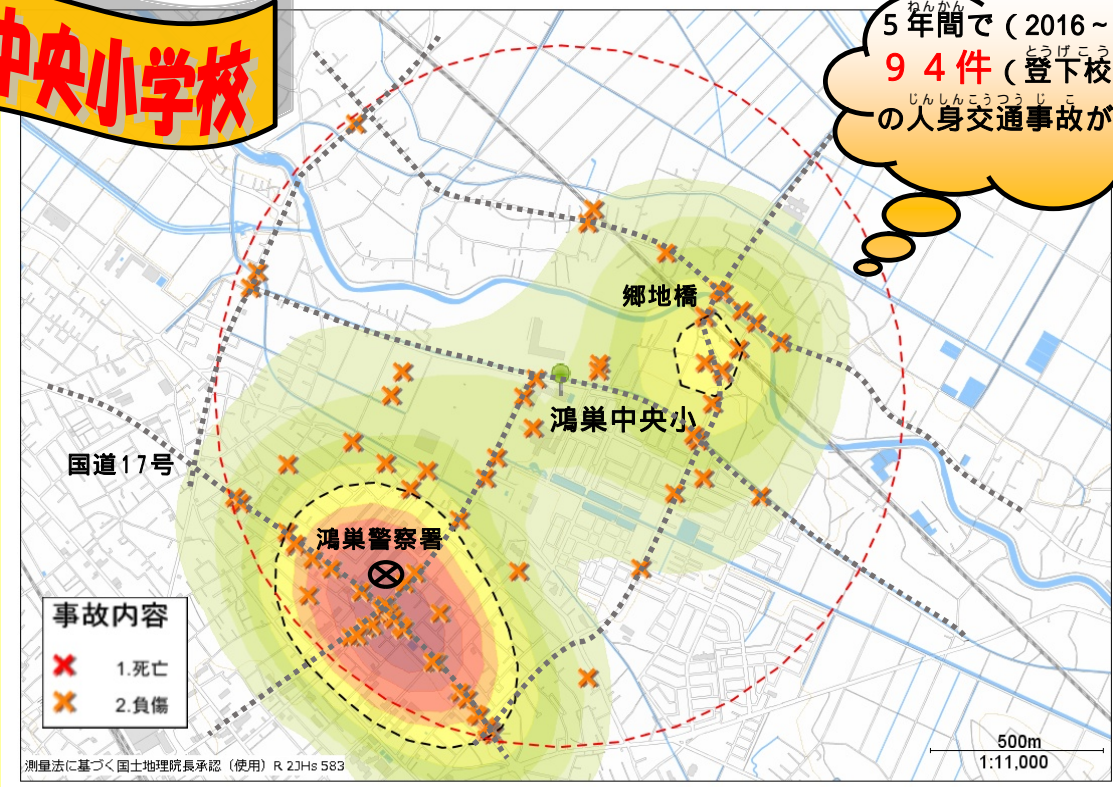 中央小学校
ねんかん
5年間で(2016~
とうげこう
94件(登下校
じんしんこうつうじこ
の人身交通事故が
郷地橋
鴻巣中央小
国道17号
鴻巣警察署
事故内容
1.死亡
2.負傷
500m
1:11,000
測量法に基づく国土地理院長承認(使用)R 2JHs 583